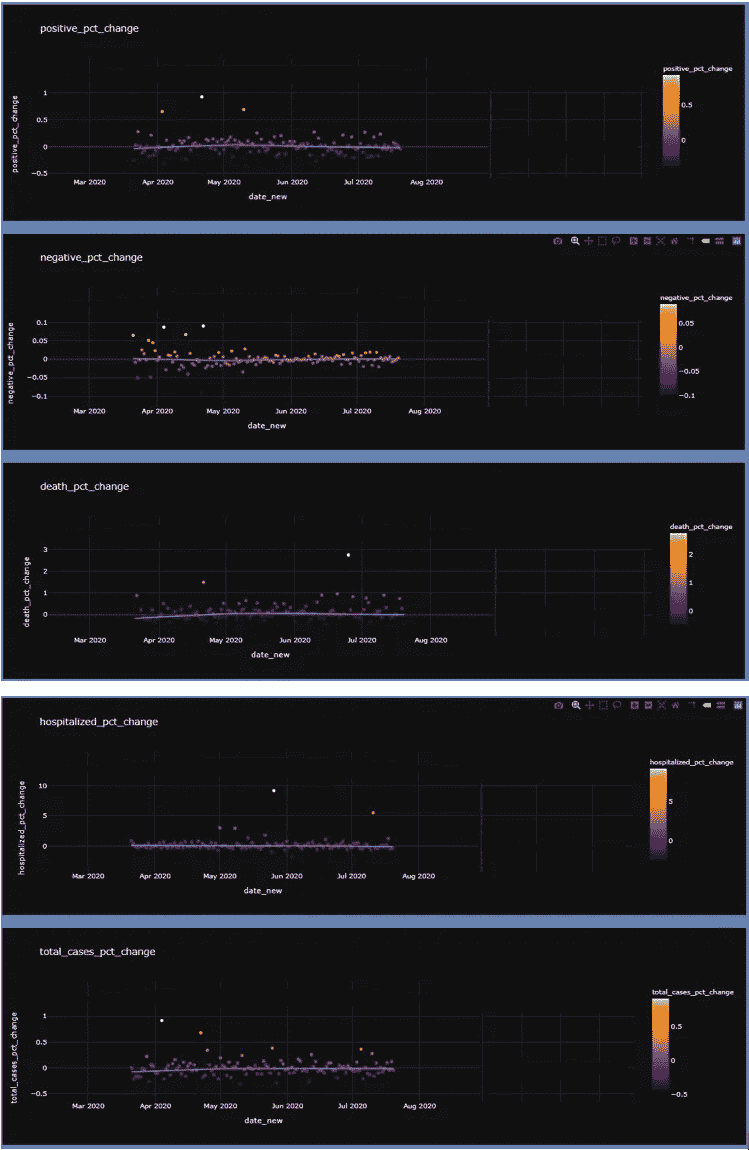 positive_pct_change
positive_pct_change
positive_pct_change
1
0.5
0
−0.5
0.5
0
Mar 2020 Apr 2020 May 2020 Jun 2020 Jul 2020 Aug 2020
date_new
negative_pct_change
negative_pct_change
negative_pct_change
0.1
0.05
0
−0.05
−0.1
0.05
0
−0.05
−0.1
Mar 2020 Apr 2020 May 2020 Jun 2020 Jul 2020 Aug 2020
date_new
death_pct_change
death_pct_change
death_pct_change
3
2
1
0
2
1
0
Mar 2020 Apr 2020 May 2020 Jun 2020 Jul 2020 Aug 2020
date_new
hospitalized_pct_change
hospitalized_pct_change
hospitalized_pct_change
10
5
0
5
0
Mar 2020 Apr 2020 May 2020 Jun 2020 Jul 2020 Aug 2020
date_new
total_cases_pct_change
total_cases_pct_change
total_cases_pct_change
1
0.5
0
−0.5
0.5
0
−0.5
Mar 2020 Apr 2020 May 2020 Jun 2020 Jul 2020 Aug 2020
date_new